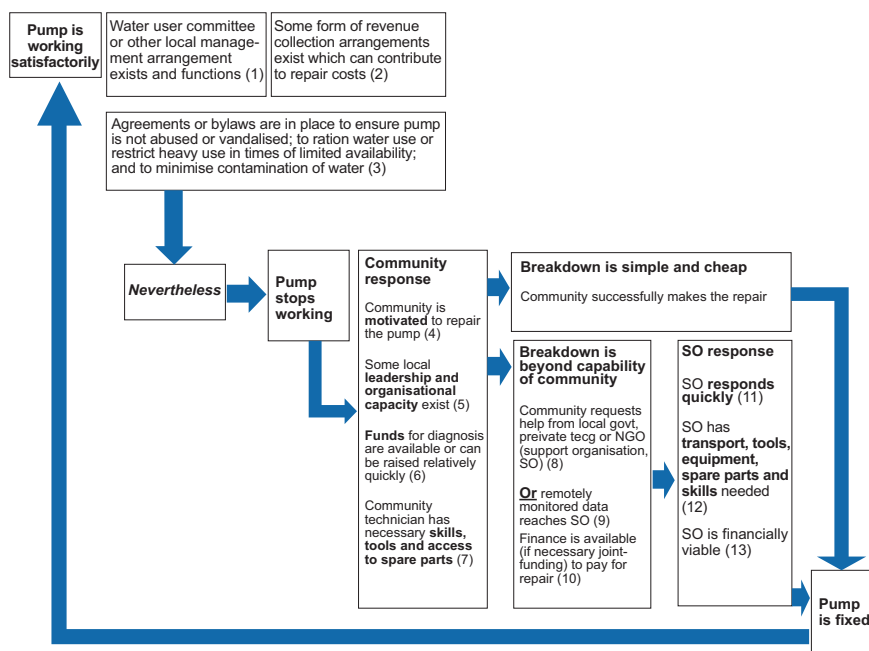 Pump is
working
satisfactorily
Water user committee
or other local manage-
ment arrangement
exists and functions (1)
Some form of revenue
collection arrangements
exist which can contribute
to repair costs (2)
Agreements or bylaws are in place to ensure pump
is not abused or vandalised; to ration water use or
restrict heavy use in times of limited availability;
and to minimise contamination of water (3)
Nevertheless
Pump
stops
working
Community
response
Community is
motivated to repair
the pump (4)
Some local
leadership and
organisational
capacity exist (5)
Funds for diagnosis
are available or can
be raised relatively
quickly (6)
Community
technician has
necessary skills,
tools and access
to spare parts (7)
Breakdown is simple and cheap
Community successfully makes the repair
Breakdown is
beyond capability
of community
Community requests
help from local govt,
preivate tecg or NGO
(support organisation,
SO) (8)
Or remotely
monitored data
reaches SO (9)
Finance is available
(if necessary joint-
funding) to pay for
repair (10)
SO response
SO responds
quickly (11)
SO has
transport, tools,
equipment,
spare parts and
skills needed
(12)
SO is financially
viable (13)
Pump
is fixed